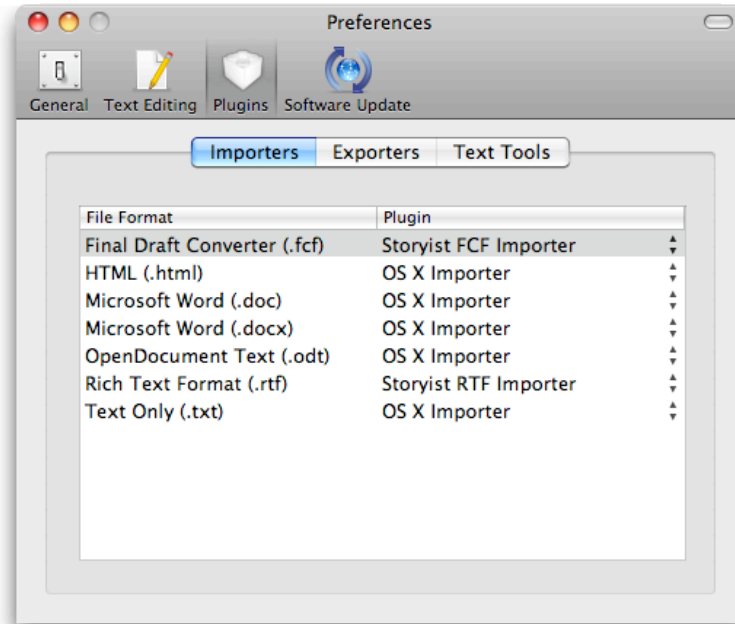 Preferences
General Text Editing Plugins Software Update
Importers Exporters Text Tools
File Format Plugin
Final Draft Converter (.fcf) Storyist FCF Importer
HTML (.html) OS X Importer
Microsoft Word (.doc) OS X Importer
Microsoft Word (.docx) OS X Importer
OpenDocument Text (.odt) OS X Importer
Rich Text Format (.rtf) Storyist RTF Importer
Text Only (.txt) OS X Importer